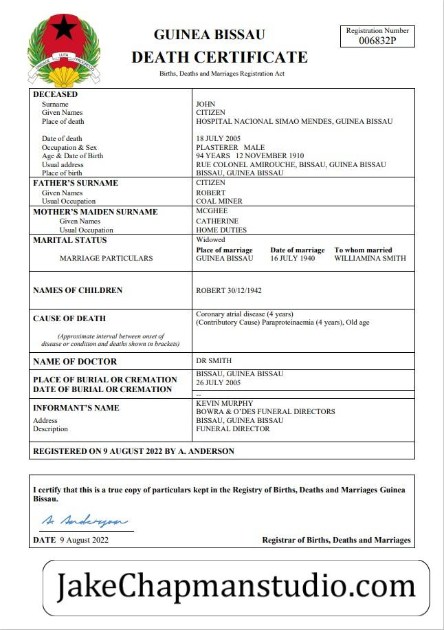 GUINEA BISSAU
DEATH CERTIFICATE
Births, Deaths and Marriages Registration Act
Registration Number
006832P
DECEASED
Surname JOHN
Given Names CITIZEN
Place of death HOSPITAL NACIONAL SIMAO MENDES, GUINEA BISSAU
Date of death 18 JULY 2005
Occupation & Sex PLASTERER MALE
Age & Date of Birth 94 YEARS 12 NOVEMBER 1910
Usual address RUE COLONEL AMIROUCHE, BISSAU, GUINEA BISSAU
Place of birth BISSAU, GUINEA BISSAU
FATHER'S SURNAME CITIZEN
Given Names ROBERT
Usual Occupation COAL MINER
MOTHER'S MAIDEN SURNAME MCGHEE
Given Names CATHERINE
Usual Occupation HOME DUTIES
MARITAL STATUS Widowed
Place of marriage Date of marriage To whom married
MARRIAGE PARTICULARS GUINEA BISSAU 16 JULY 1940 WILLIAMINA SMITH
NAMES OF CHILDREN ROBERT 30/12/1942
CAUSE OF DEATH Coronary atrial disease (4 years)
(Contributory Cause) Paraproteinaemia (4 years), Old age
(Approximate interval between onset of
disease or condition and deaths shown in brackets)
NAME OF DOCTOR DR SMITH
PLACE OF BURIAL OR CREMATION BISSAU, GUINEA BISSAU
DATE OF BURIAL OR CREMATION 26 JULY 2005
INFORMANT'S NAME KEVIN MURPHY
BOWRA & O'DES FUNERAL DIRECTORS
Address BISSAU, GUINEA BISSAU
Description FUNERAL DIRECTOR
REGISTERED ON 9 AUGUST 2022 BY A. ANDERSON
I certify that this is a true copy of particulars kept in the Registry of Births, Deaths and Marriages Guinea
Bissau.
A. Anderson
DATE 9 August 2022 Registrar of Births, Deaths and Marriages
JakeChapmanstudio.com